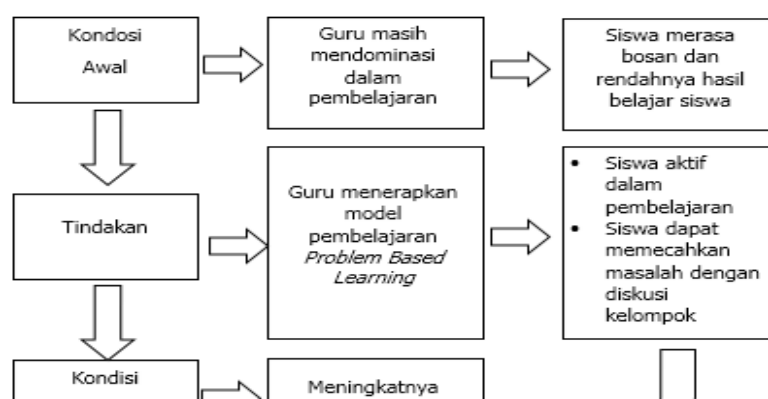 Kondosi
Awal
Guru masih
mendominasi
dalam
pembelajaran
Siswa merasa
bosan dan
rendahnya hasil
belajar siswa
Tindakan
Guru menerapkan
model
pembelajaran
Problem Based
Learning
• Siswa aktif
dalam
pembelajaran
• Siswa dapat
memecahkan
masalah dengan
diskusi
kelompok
Kondisi
Meningkatnya